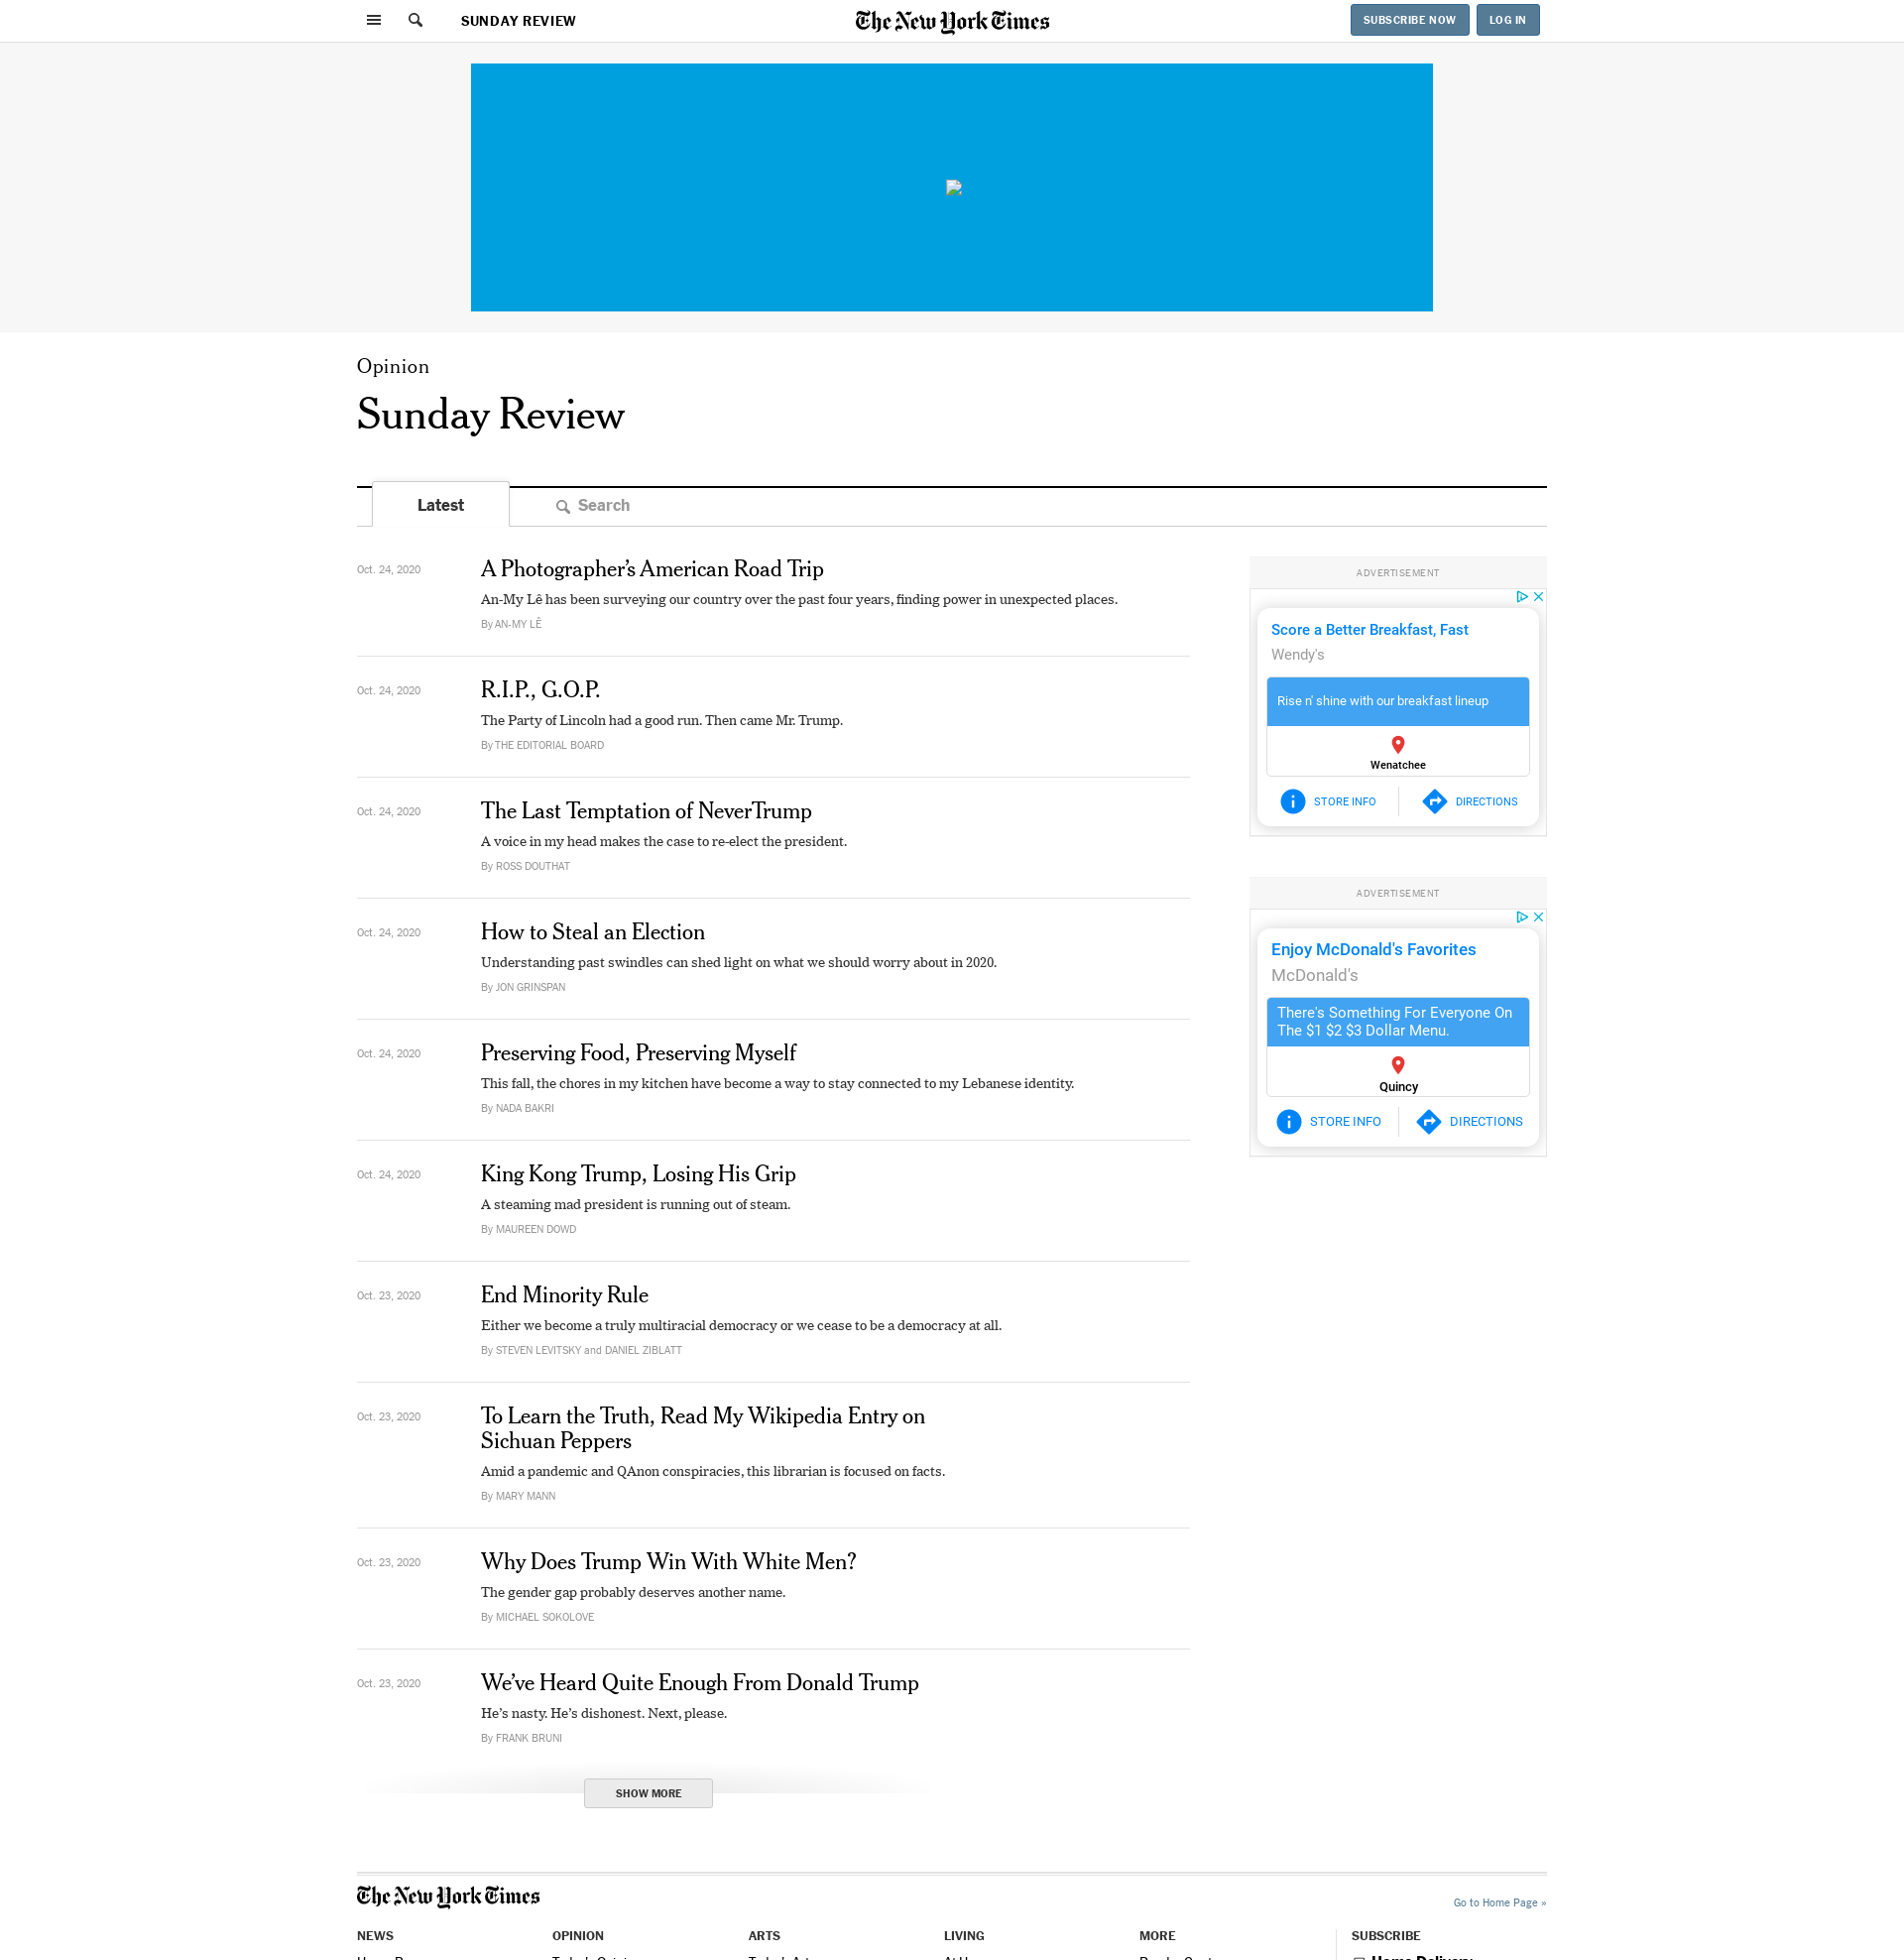 SUNDAY REVIEW
The New York Times
SUBSCRIBE NOW
LOG IN
Opinion
Sunday Review
Latest
Search
Oct. 24, 2020
A Photographer's American Road Trip
An-My Lê has been surveying our country over the past four years, finding power in unexpected places.
By AN-MY LÊ
Oct. 24, 2020
R.I.P., G.O.P.
The Party of Lincoln had a good run. Then came Mr. Trump.
By THE EDITORIAL BOARD
Oct. 24, 2020
The Last Temptation of NeverTrump
A voice in my head makes the case to re-elect the president.
By ROSS DOUTHAT
Oct. 24, 2020
How to Steal an Election
Understanding past swindles can shed light on what we should worry about in 2020.
By JON GRINSPAN
Oct. 24, 2020
Preserving Food, Preserving Myself
This fall, the chores in my kitchen have become a way to stay connected to my Lebanese identity.
By NADA BAKRI
Oct. 24, 2020
King Kong Trump, Losing His Grip
A steaming mad president is running out of steam.
By MAUREEN DOWD
Oct. 23, 2020
End Minority Rule
Either we become a truly multiracial democracy or we cease to be a democracy at all.
By STEVEN LEVITSKY and DANIEL ZIBLATT
Oct. 23, 2020
To Learn the Truth, Read My Wikipedia Entry on
Sichuan Peppers
Amid a pandemic and QAnon conspiracies, this librarian is focused on facts.
By MARY MANN
Oct. 23, 2020
Why Does Trump Win With White Men?
The gender gap probably deserves another name.
By MICHAEL SOKOLOVE
Oct. 23, 2020
We've Heard Quite Enough From Donald Trump
He's nasty. He's dishonest. Next, please.
By FRANK BRUNI
SHOW MORE
ADVERTISEMENT
Score a Better Breakfast, Fast
Wendy's
Rise n' shine with our breakfast lineup
Wenatchee
STORE INFO
DIRECTIONS
ADVERTISEMENT
Enjoy McDonald's Favorites
McDonald's
There's Something For Everyone On
The $1 $2 $3 Dollar Menu.
Quincy
STORE INFO
DIRECTIONS
The New York Times
Go to Home Page »
NEWS
OPINION
ARTS
LIVING
MORE
SUBSCRIBE
Home Delivery